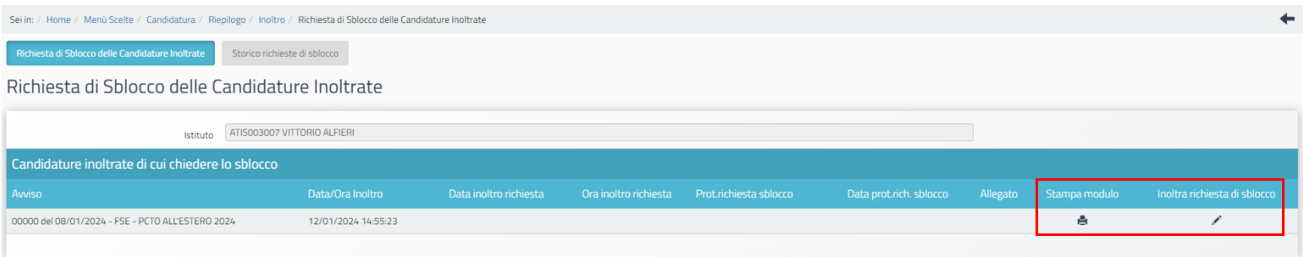 Sei in: / Home / Menù Scelte / Candidatura / Riepilogo / Inoltro / Richiesta di Sblocco delle Candidature Inoltrate
Richiesta di Sblocco delle Candidature Inoltrate Storico richieste di sblocco
Richiesta di Sblocco delle Candidature Inoltrate
Istituto ATIS003007 VITTORIO ALFIERI
Candidature inoltrate di cui chiedere lo sblocco
Avviso Data/Ora Inoltro Data inoltro richiesta Ora inoltro richiesta Prot.richiesta sblocco Data prot.rich. sblocco Allegato Stampa modulo Inoltra richiesta di sblocco
00000 del 08/01/2024 - FSE - PCTO ALL'ESTERO 2024 12/01/2024 14:55:23